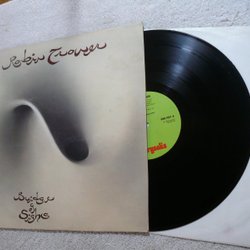 Robin Trower
Bridge
of
Sighs
Chrysalis